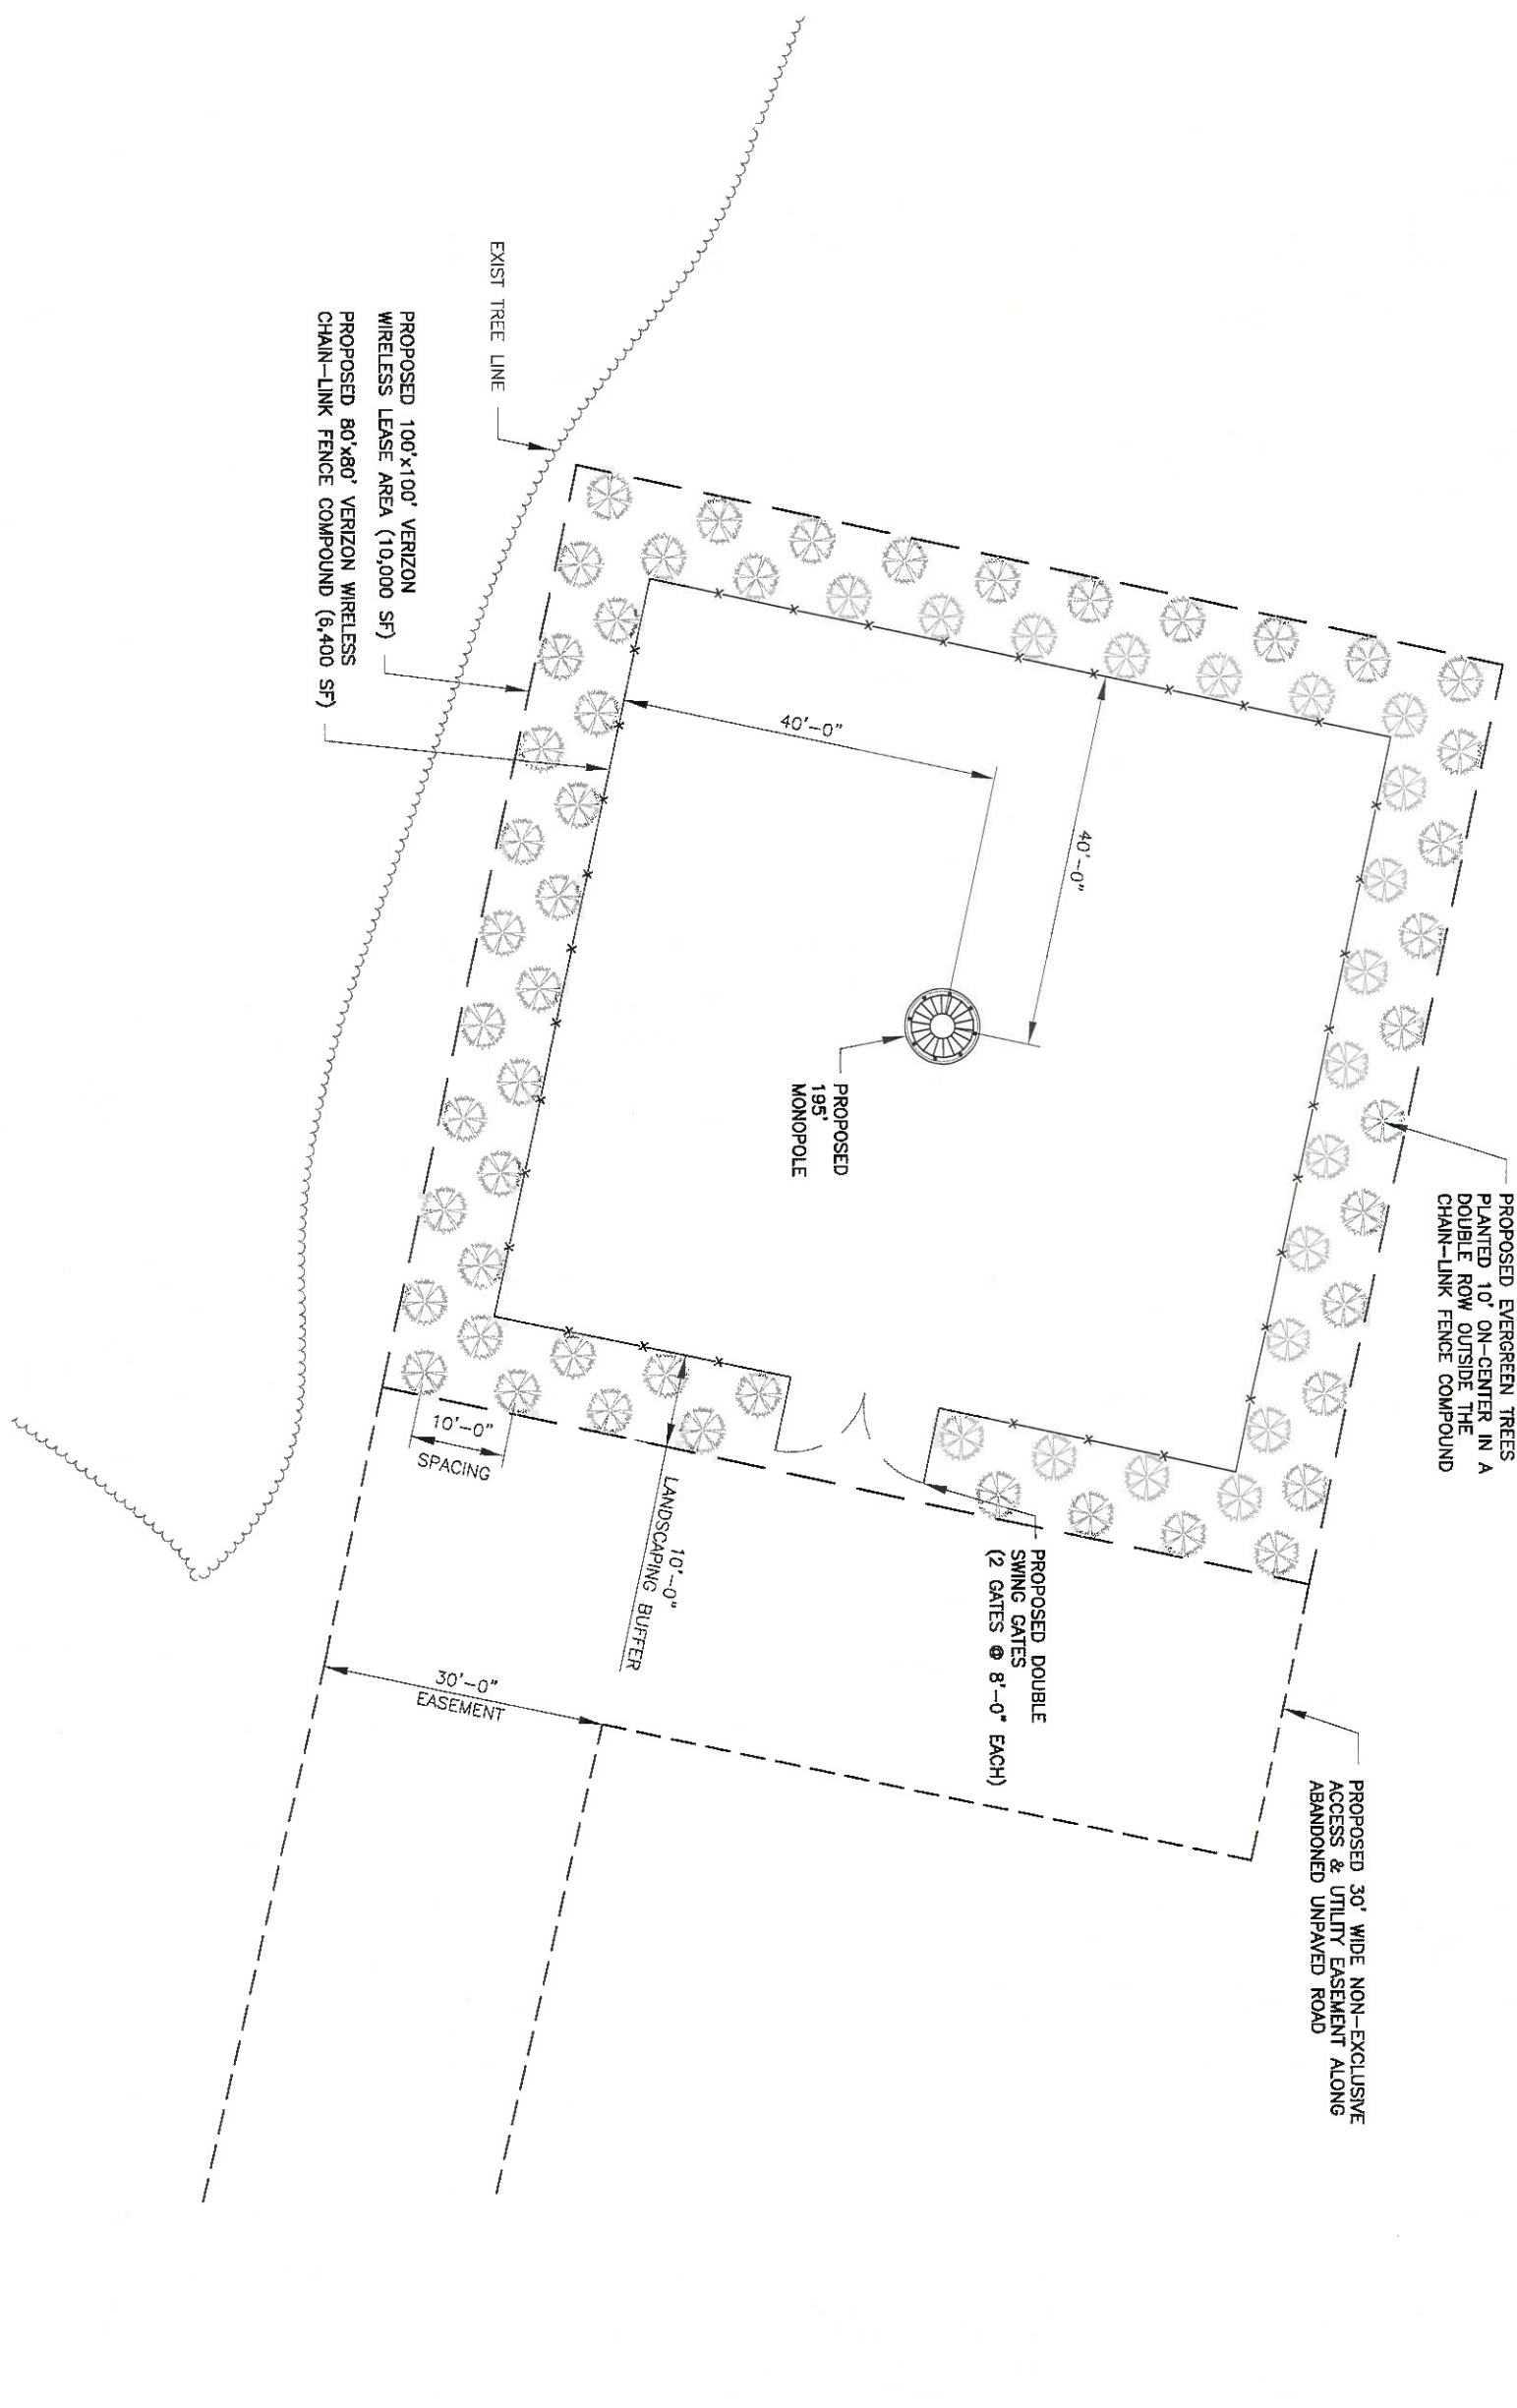 PROPOSED EVERGREEN TREES
PLANTED 10' ON-CENTER IN A
DOUBLE ROW OUTSIDE THE
CHAIN-LINK FENCE COMPOUND
PROPOSED 30' WIDE NON-EXCLUSIVE
ACCESS & UTILITY EASEMENT ALONG
ABANDONED UNPAVED ROAD
40'-0"
40'-0"
PROPOSED
195'
MONOPOLE
PROPOSED DOUBLE
SWING GATES
(2 GATES @ 8'-0" EACH)
10'-0"
LANDSCAPING BUFFER
10'-0"
SPACING
30'-0"
EASEMENT
EXIST TREE LINE
PROPOSED 100'x100' VERIZON
WIRELESS LEASE AREA (10,000 SF)
PROPOSED 80'x80' VERIZON WIRELESS
CHAIN-LINK FENCE COMPOUND (6,400 SF)